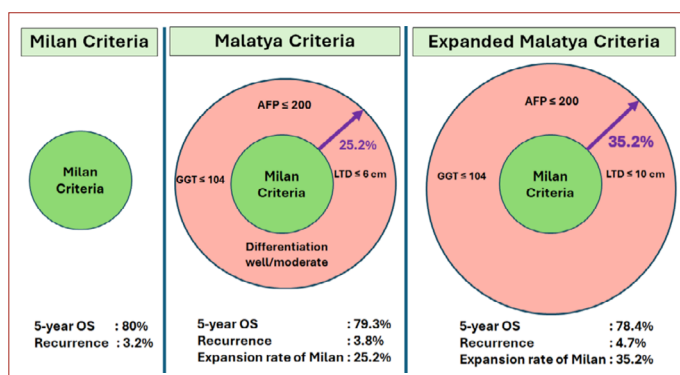 Milan Criteria
Milan
Criteria
5-year OS : 80%
Recurrence : 3.2%
Malatya Criteria
AFP ≤ 200
25.2%
GGT ≤ 104
Milan
Criteria
LTD ≤ 6 cm
Differentiation
well/moderate
5-year OS : 79.3%
Recurrence : 3.8%
Expansion rate of Milan : 25.2%
Expanded Malatya Criteria
AFP ≤ 200
35.2%
GGT ≤ 104
Milan
Criteria
LTD ≤ 10 cm
5-year OS : 78.4%
Recurrence : 4.7%
Expansion rate of Milan : 35.2%